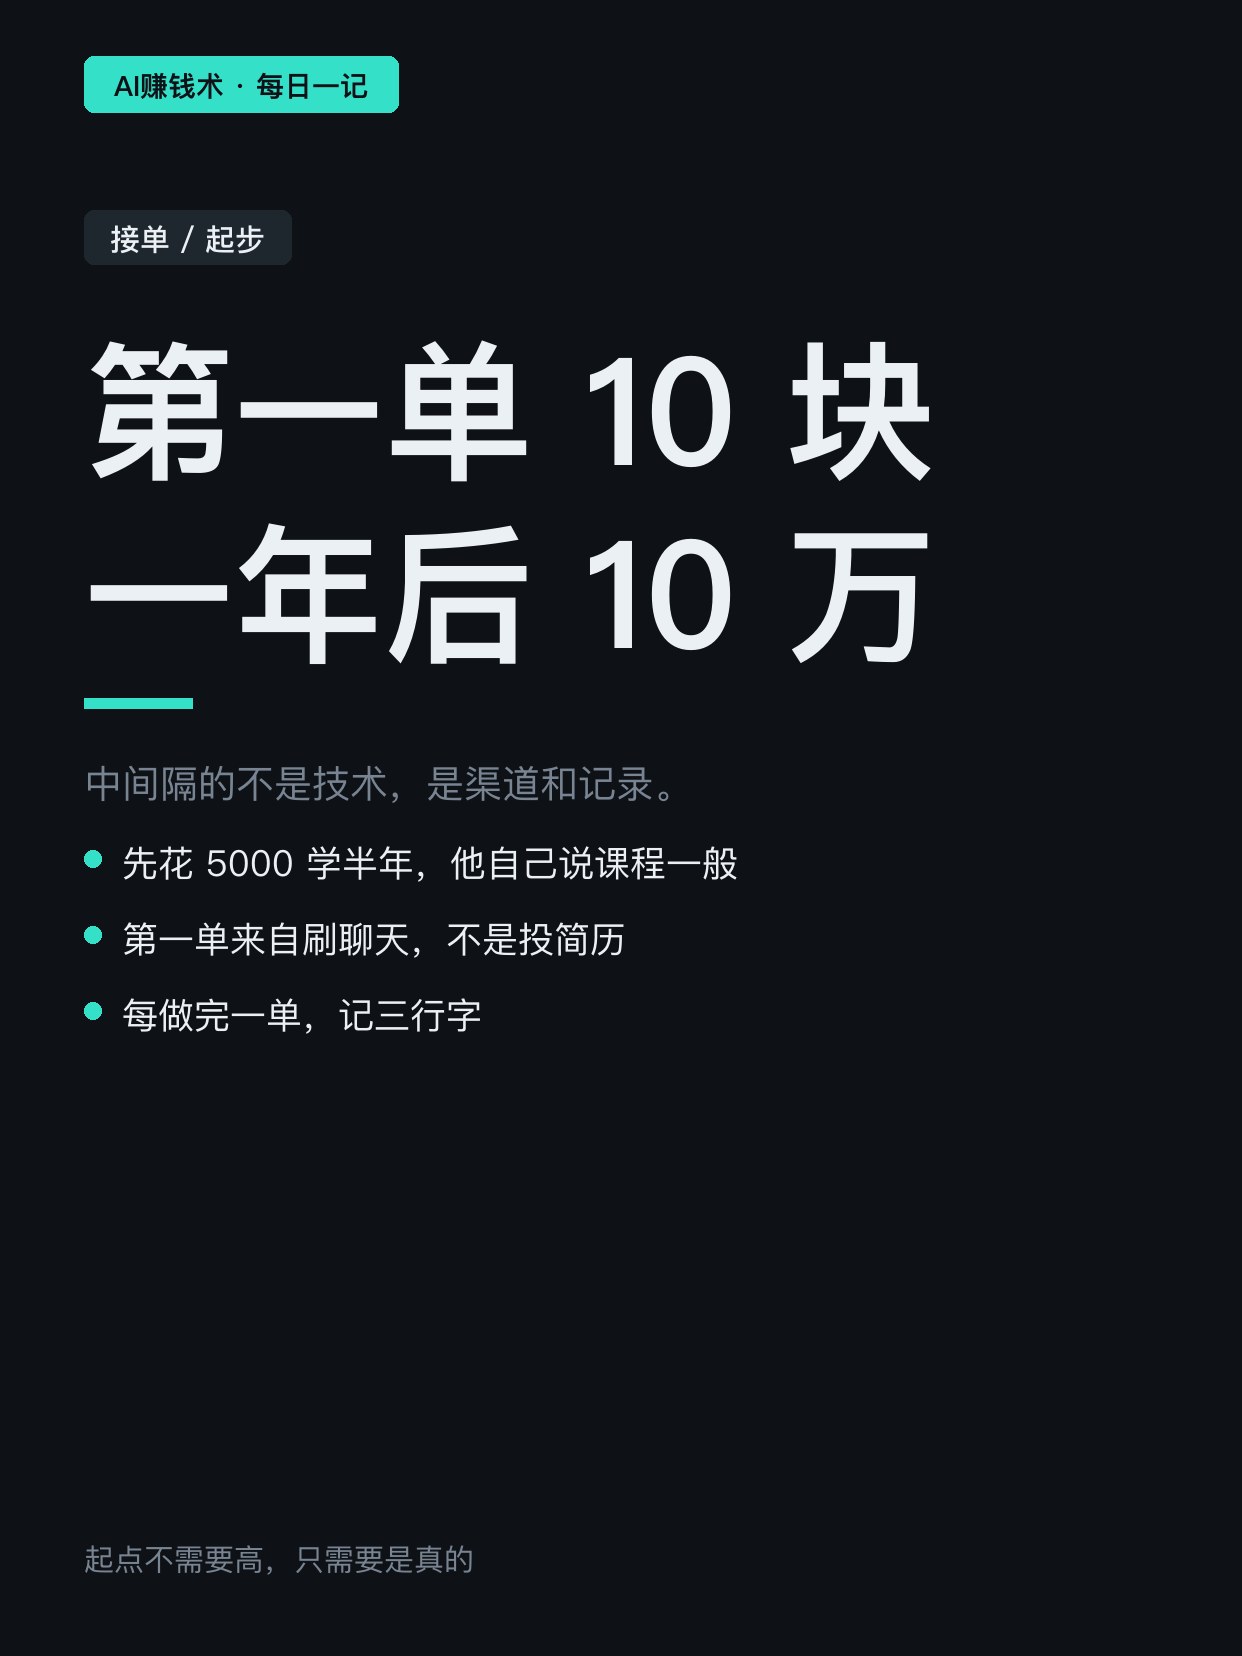 AI赚钱术 · 每日一记
接单 / 起步
第一单 10 块
一年后 10 万
中间隔的不是技术，是渠道和记录。
先花 5000 学半年，他自己说课程一般
第一单来自刷聊天，不是投简历
每做完一单，记三行字
起点不需要高，只需要是真的